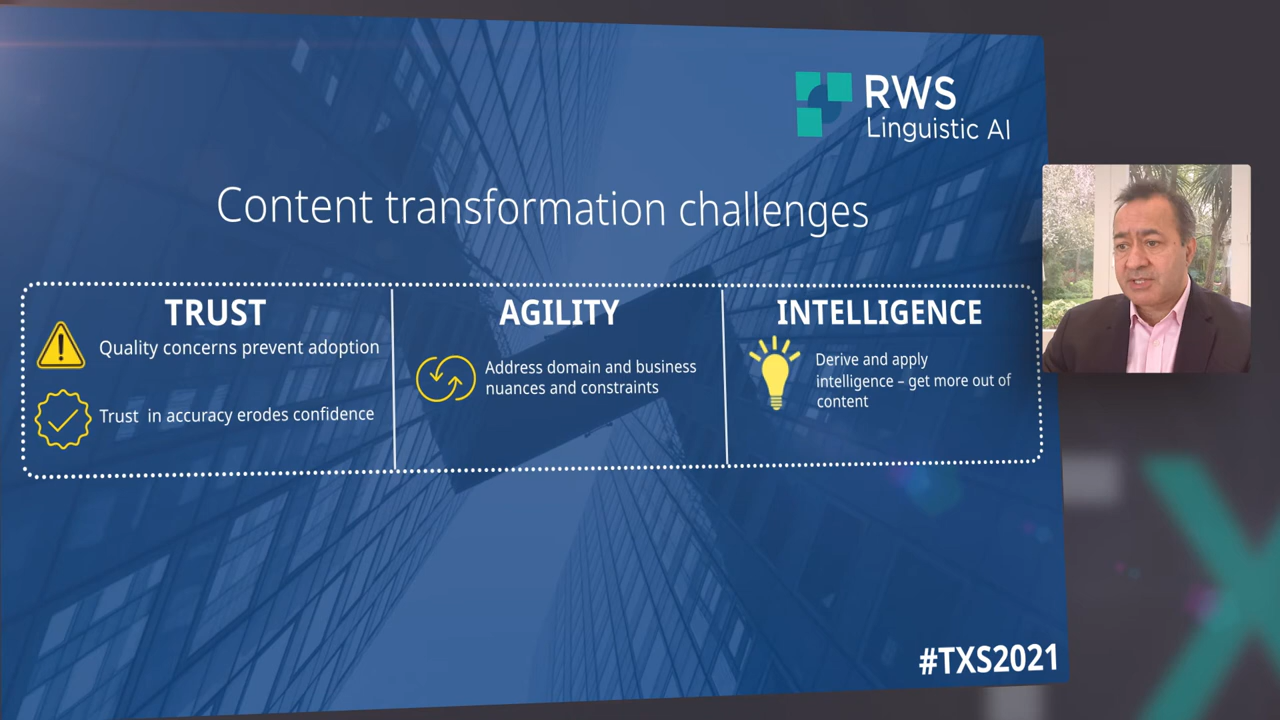 RWS
Linguistic AI
Content transformation challenges
TRUST
Quality concerns prevent adoption
Trust in accuracy erodes confidence
AGILITY
Address domain and business
nuances and constraints
INTELLIGENCE
Derive and apply
intelligence – get more out of
content
#TXS2021
TX